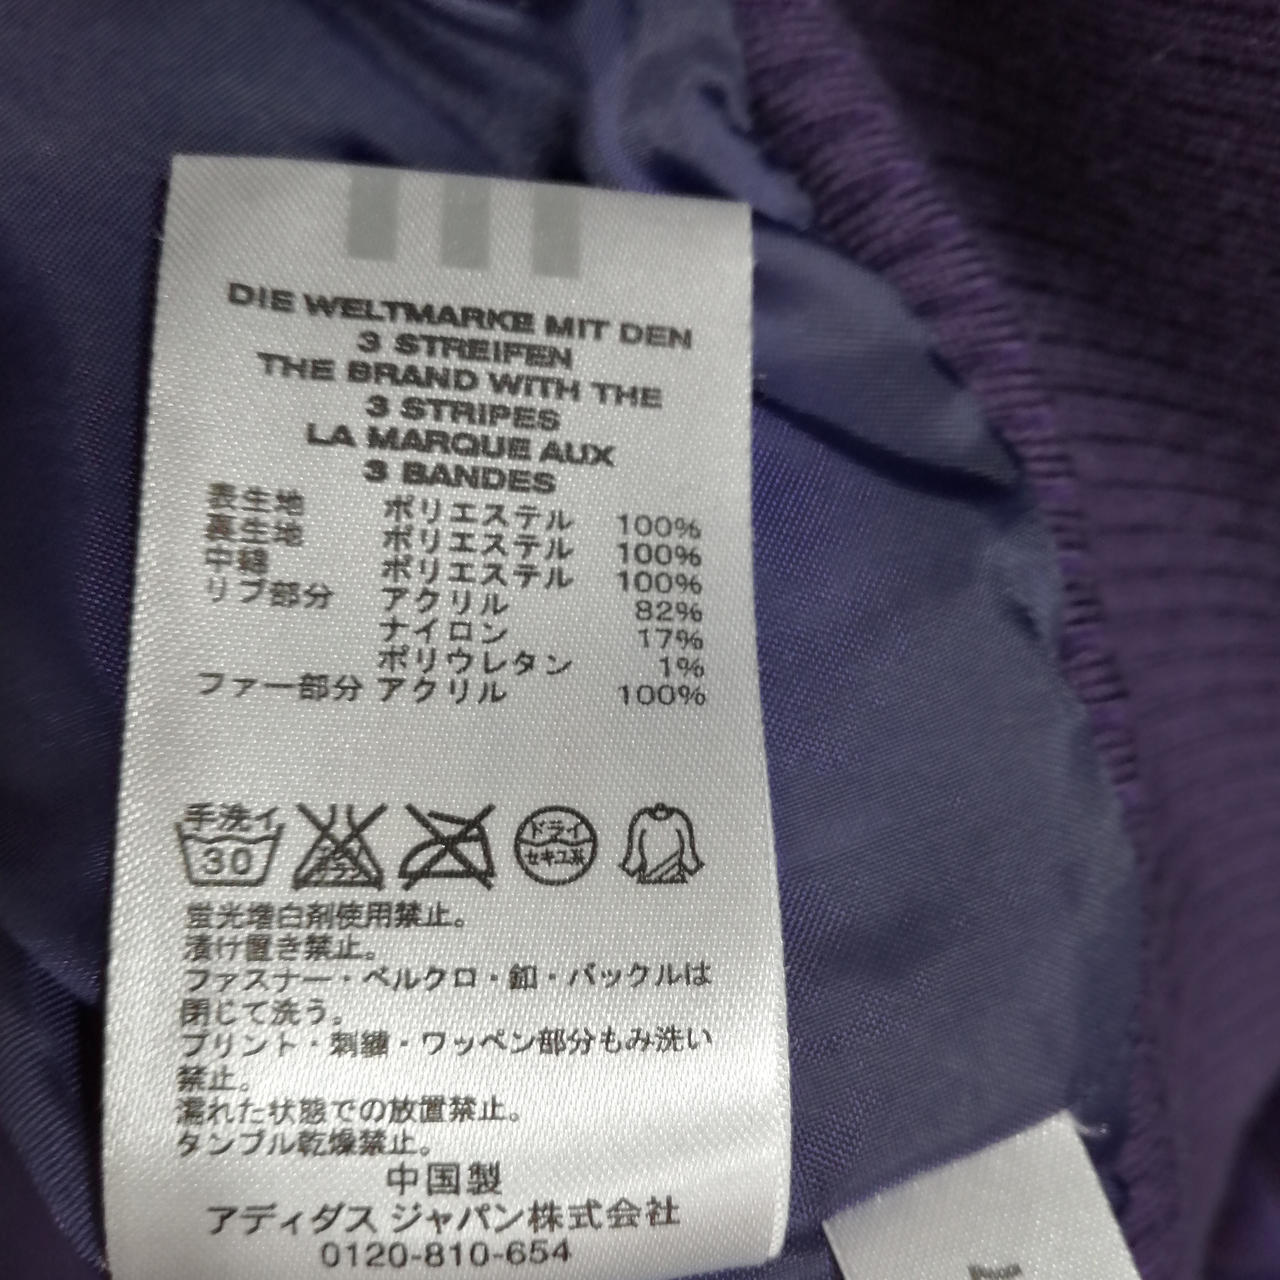 DIE WELTMARKE MIT DEN
3 STREIFEN
THE BRAND WITH THE
3 STRIPES
LA MARQUE AUX
3 BANDES
表生地 ポリエステル 100%
裏生地 ポリエステル 100%
中綿 ポリエステル 100%
リブ部分 アクリル 82%
ナイロン 17%
ポリウレタン 1%
ファー部分 アクリル 100%
手洗イ
30
ドライ
セキユ系
蛍光増白剤使用禁止。
漬け置き禁止。
ファスナー・ベルクロ・釦・バックルは
閉じて洗う。
プリント・刺繍・ワッペン部分もみ洗い
禁止。
濡れた状態での放置禁止。
タンブル乾燥禁止。
中国製
アディダス ジャパン株式会社
0120-810-654